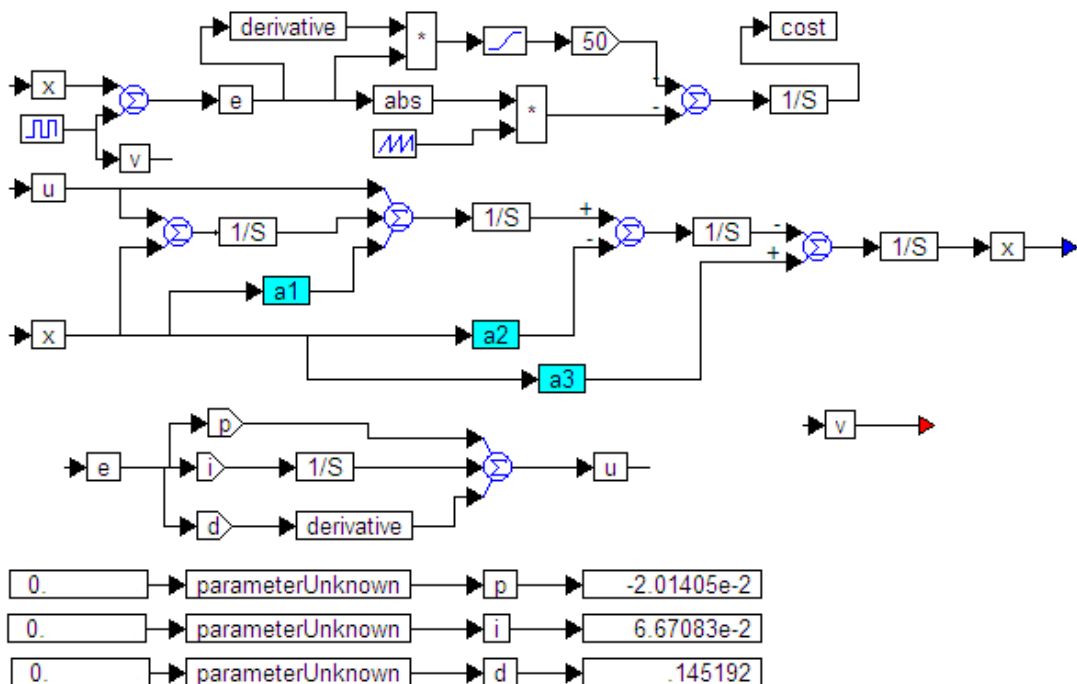 derivative * 50 cost
x Σ e abs * - - Σ 1/S
v
u
Σ 1/S Σ 1/S + - Σ 1/S - + Σ 1/S x
a1
x a2
a3
p v
e i 1/S Σ u
d derivative
0. parameterUnknown p -2.01405e-2
0. parameterUnknown i 6.67083e-2
0. parameterUnknown d .145192